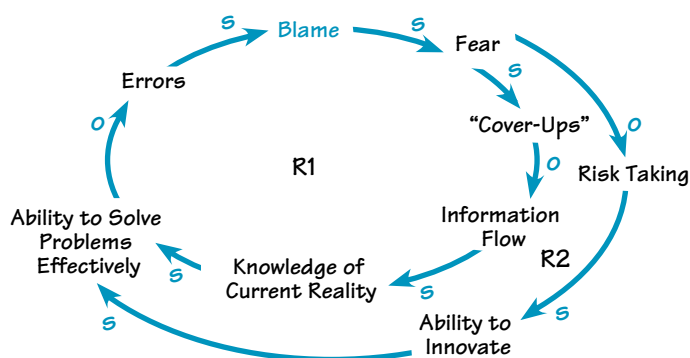 s
Blame
s
Fear
s
Errors
o
"Cover-Ups"
o
o
Risk Taking
R1
Ability to Solve
Problems
Effectively
Information
Flow
s
Knowledge of
Current Reality
s
R2
s
s
Ability to
Innovate